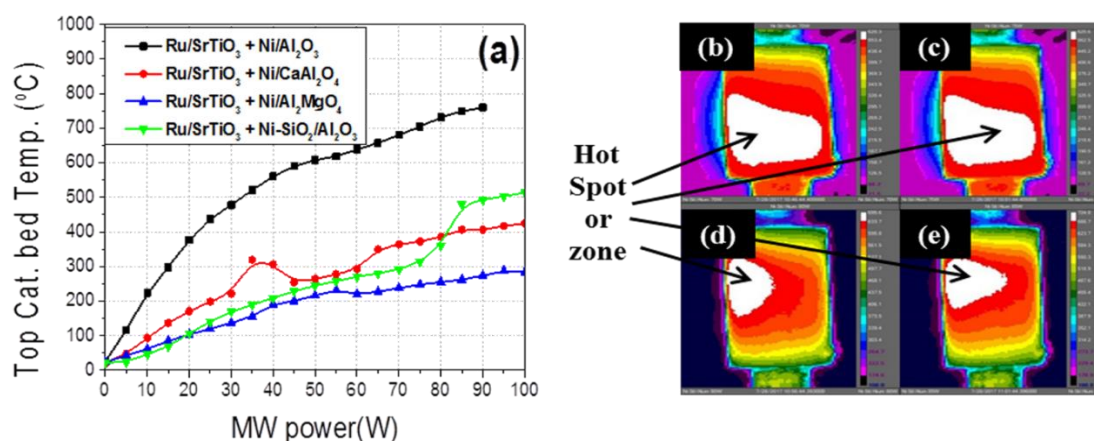 (a)
Ru/SrTiO₃ + Ni/Al₂O₃
Ru/SrTiO₃ + Ni/CaAl₂O₄
Ru/SrTiO₃ + Ni/Al₂MgO₄
Ru/SrTiO₃ + Ni-SiO₂/Al₂O₃
Top Cat. bed Temp. (⁰C)
1000
900
800
700
600
500
400
300
200
100
0
0 10 20 30 40 50 60 70 80 90 100
MW power(W)
(b)
(c)
Hot
Spot
or
zone
(d)
(e)